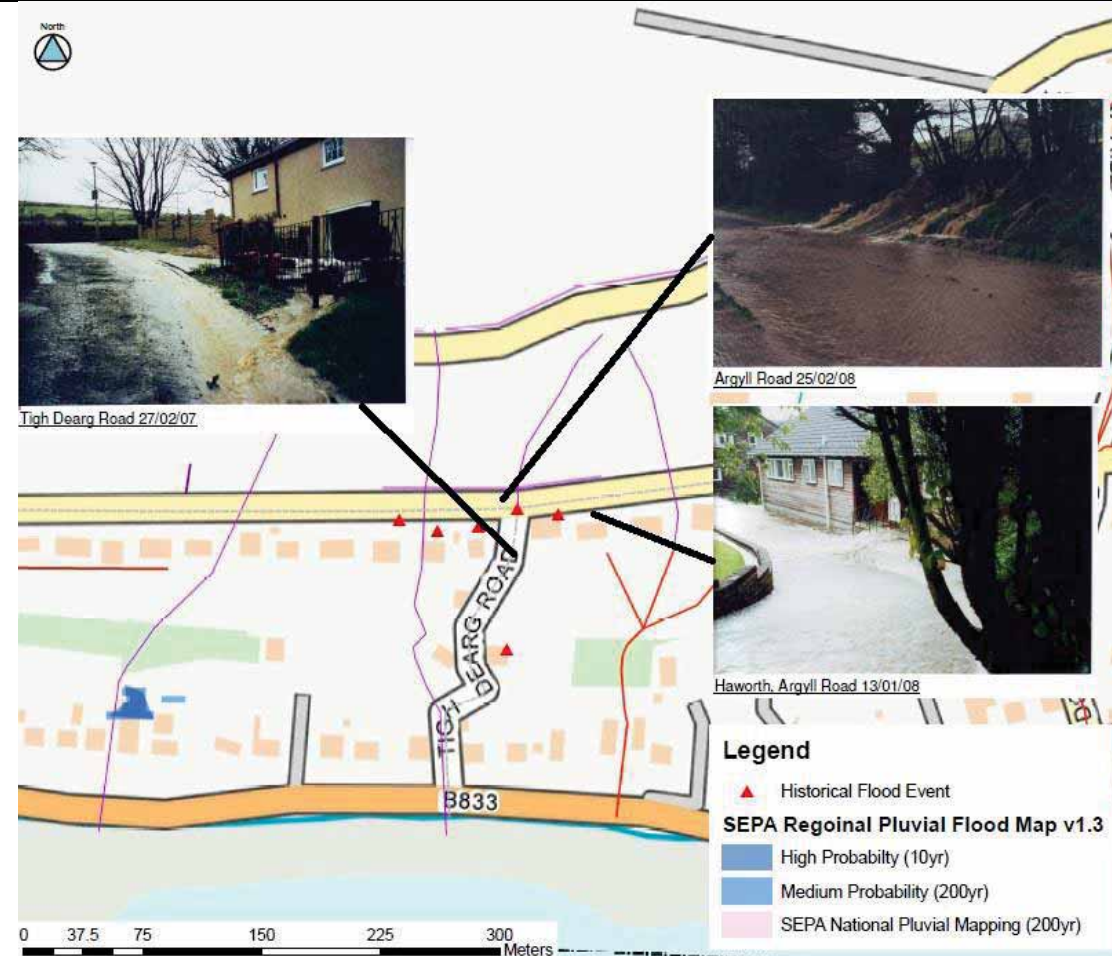 North
Tigh Dearg Road 27/02/07
Argyll Road 25/02/08
Haworth, Argyll Road 13/01/08
TIGH DEARG ROAD
B833
Legend
Historical Flood Event
SEPA Regoinal Pluvial Flood Map v1.3
High Probabilty (10yr)
Medium Probability (200yr)
SEPA National Pluvial Mapping (200yr)
0 37.5 75 150 225 300
Meters